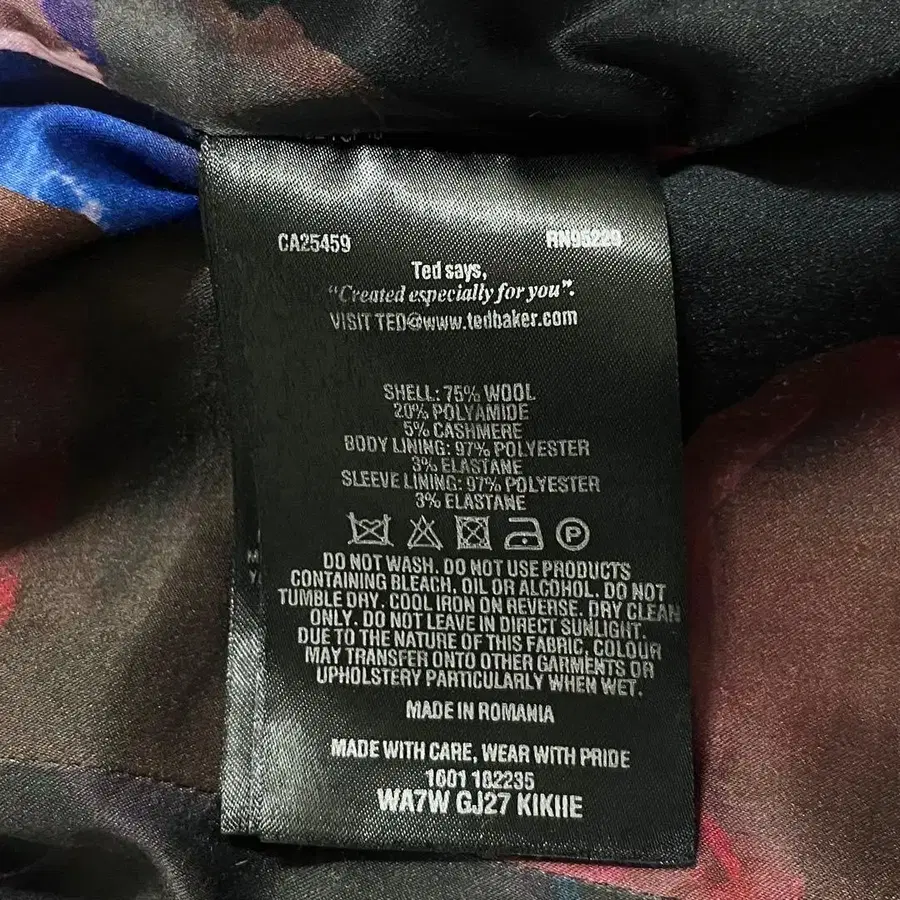 CA25459 RN95229
Ted says,
"Created especially for you".
VISIT TED@www.tedbaker.com
SHELL: 75% WOOL
20% POLYAMIDE
5% CASHMERE
BODY LINING: 97% POLYESTER
3% ELASTANE
SLEEVE LINING: 97% POLYESTER
3% ELASTANE
P
DO NOT WASH. DO NOT USE PRODUCTS
CONTAINING BLEACH, OIL OR ALCOHOL. DO NOT
TUMBLE DRY. COOL IRON ON REVERSE. DRY CLEAN
ONLY. DO NOT LEAVE IN DIRECT SUNLIGHT.
DUE TO THE NATURE OF THIS FABRIC, COLOUR
MAY TRANSFER ONTO OTHER GARMENTS OR
UPHOLSTERY PARTICULARLY WHEN WET.
MADE IN ROMANIA
MADE WITH CARE, WEAR WITH PRIDE
1601 182235
WA7W GJ27 KIKIIE